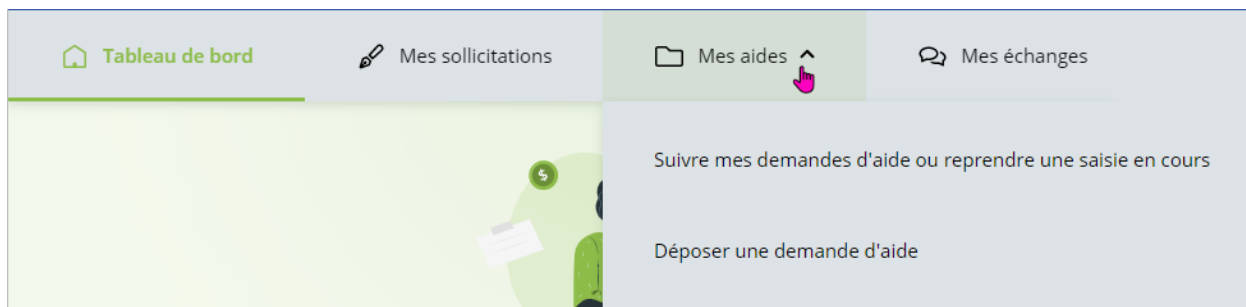 Tableau de bord
Mes sollicitations
Mes aides
Mes échanges
Suivre mes demandes d'aide ou reprendre une saisie en cours
Déposer une demande d'aide
$